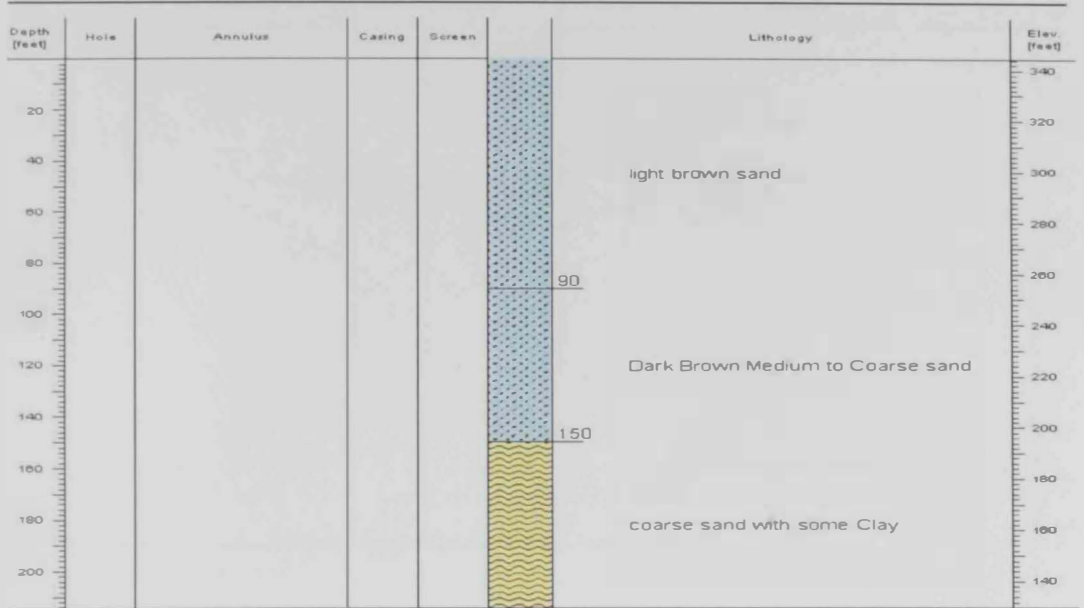 Depth [feet] Hole Annulus Casing Screen Lithology Elev. [feet]
340
20 320
40 light brown sand 300
60 280
80 260
90
100 240
120 Dark Brown Medium to Coarse sand 220
140 200
150
160 180
180 coarse sand with some Clay 160
200 140